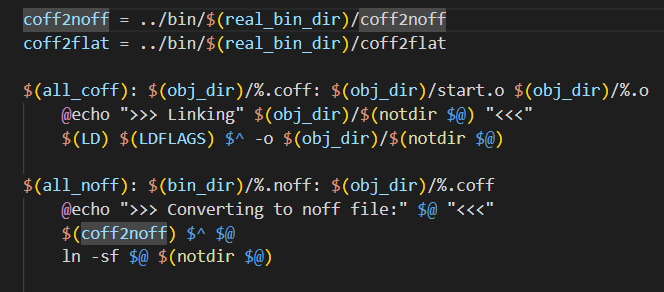 coff2noff = ../bin/$(real_bin_dir)/coff2noff
coff2flat = ../bin/$(real_bin_dir)/coff2flat
$(all_coff): $(obj_dir)/%.coff: $(obj_dir)/start.o $(obj_dir)/%.o
@echo ">>> Linking" $(obj_dir)/$(notdir $@) "<<<"
$(LD) $(LDFLAGS) $^ -o $(obj_dir)/$(notdir $@)
$(all_noff): $(bin_dir)/%.noff: $(obj_dir)/%.coff
@echo ">>> Converting to noff file:" $@ "<<<"
$(coff2noff) $^ $@
ln -sf $@ $(notdir $@)